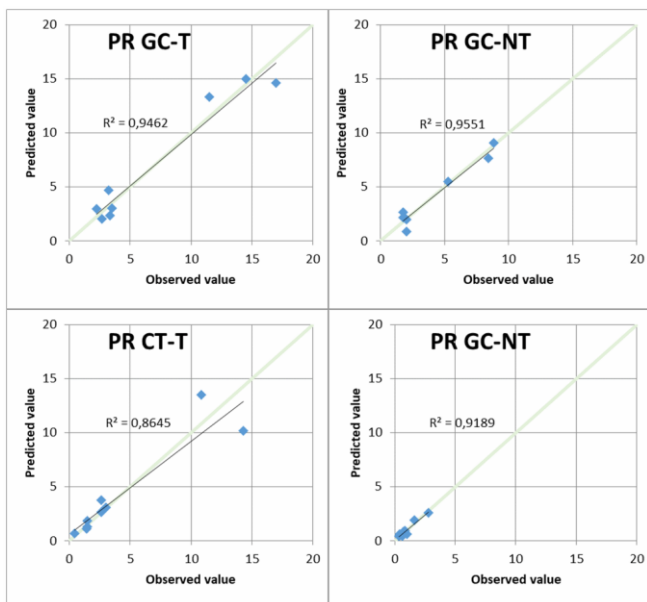 PR GC-T
20
15
10
5
0
Predicted value
R² = 0,9462
0 5 10 15 20
Observed value
PR GC-NT
20
15
10
5
0
Predicted value
R² = 0,9551
0 5 10 15 20
Observed value
PR CT-T
20
15
10
5
0
Predicted value
R² = 0,8645
0 5 10 15 20
Observed value
PR GC-NT
20
15
10
5
0
Predicted value
R² = 0,9189
0 5 10 15 20
Observed value